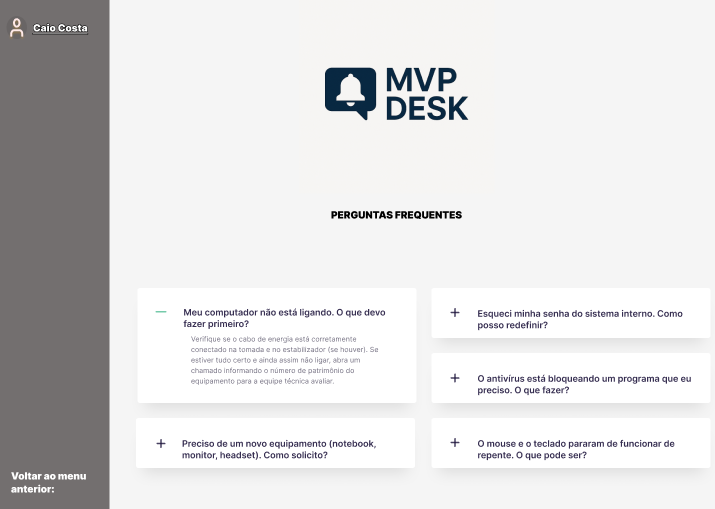 Caio Costa
MVP
DESK
PERGUNTAS FREQUENTES
Meu computador não está ligando. O que devo
fazer primeiro?
Verifique se o cabo de energia está corretamente
conectado na tomada e no estabilizador (se houver). Se
estiver tudo certo e ainda assim não ligar, abra um
chamado informando o número de patrimônio do
equipamento para a equipe técnica avaliar.
Preciso de um novo equipamento (notebook,
monitor, headset). Como solicito?
Esqueci minha senha do sistema interno. Como
posso redefinir?
O antivírus está bloqueando um programa que eu
preciso. O que fazer?
O mouse e o teclado pararam de funcionar de
repente. O que pode ser?
Voltar ao menu
anterior: